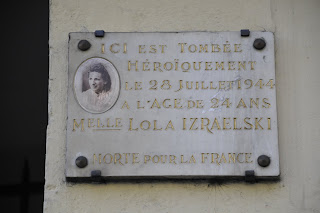 ICI EST TOMBÉE
HÉROÏQUEMENT
LE 28 JUILLET 1944
A L'AGE DE 24 ANS
MELLE LOLA IZRAELSKI
MORTE POUR LA FRANCE